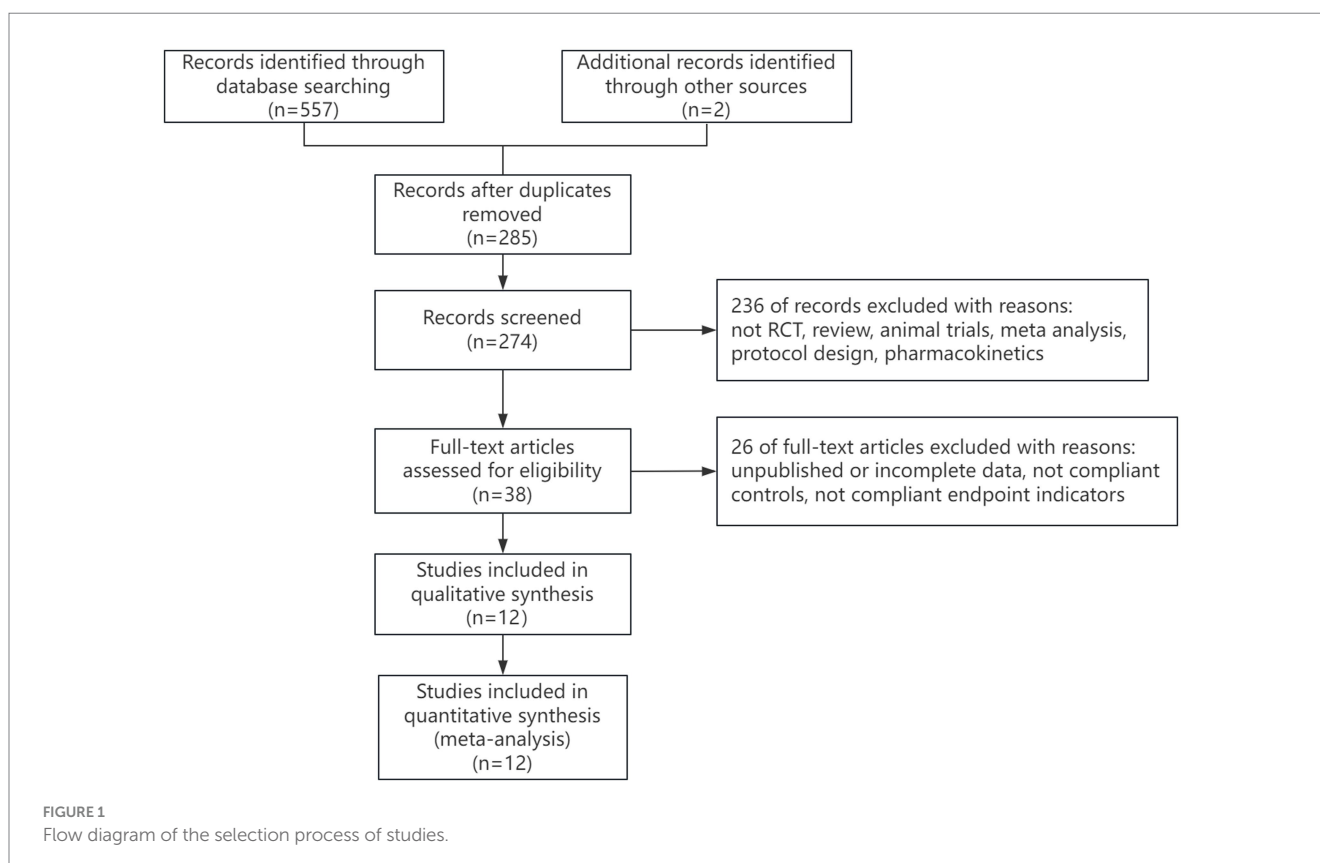 Records identified through
database searching
(n=557)
Additional records identified
through other sources
(n=2)
Records after duplicates
removed
(n=285)
Records screened
(n=274)
236 of records excluded with reasons:
not RCT, review, animal trials, meta analysis,
protocol design, pharmacokinetics
Full-text articles
assessed for eligibility
(n=38)
26 of full-text articles excluded with reasons:
unpublished or incomplete data, not compliant
controls, not compliant endpoint indicators
Studies included in
qualitative synthesis
(n=12)
Studies included in
quantitative synthesis
(meta-analysis)
(n=12)
FIGURE 1
Flow diagram of the selection process of studies.